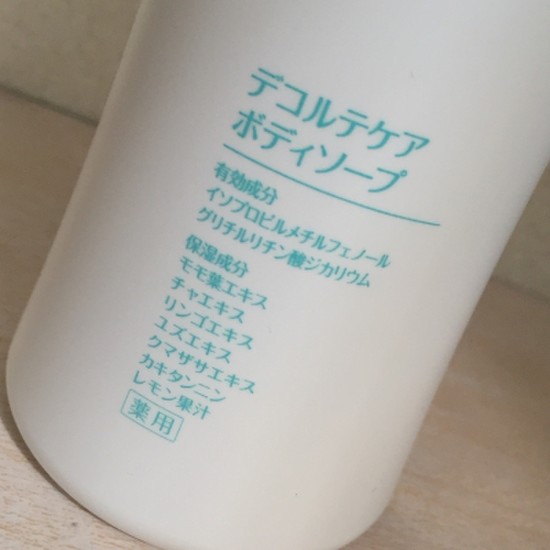 デコルテケア
ボディソープ
有効成分
イソプロピルメチルフェノール
グリチルリチン酸ジカリウム
保湿成分
モモ葉エキス
チャエキス
リンゴエキス
ユズエキス
クマザサエキス
カキタンニン
レモン果汁
薬用